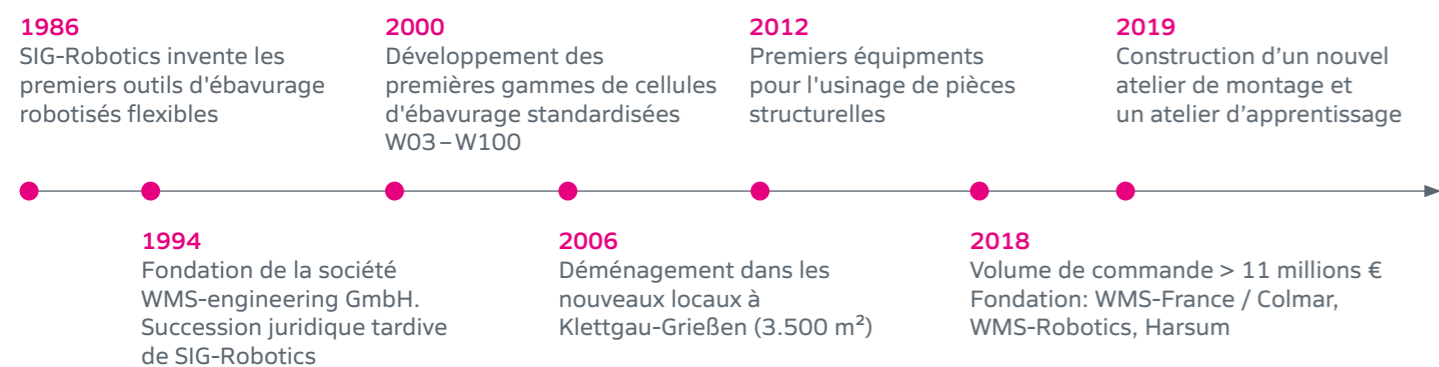 1986
SIG-Robotics invente les
premiers outils d'ébavurage
robotisés flexibles
2000
Développement des
premières gammes de cellules
d'ébavurage standardisées
W03–W100
2012
Premiers équipments
pour l'usinage de pièces
structurelles
2019
Construction d’un nouvel
atelier de montage et
un atelier d’apprentissage
1994
Fondation de la société
WMS-engineering GmbH.
Succession juridique tardive
de SIG-Robotics
2006
Déménagement dans les
nouveaux locaux à
Klettgau-Grießen (3.500 m²)
2018
Volume de commande > 11 millions €
Fondation: WMS-France / Colmar,
WMS-Robotics, Harsum